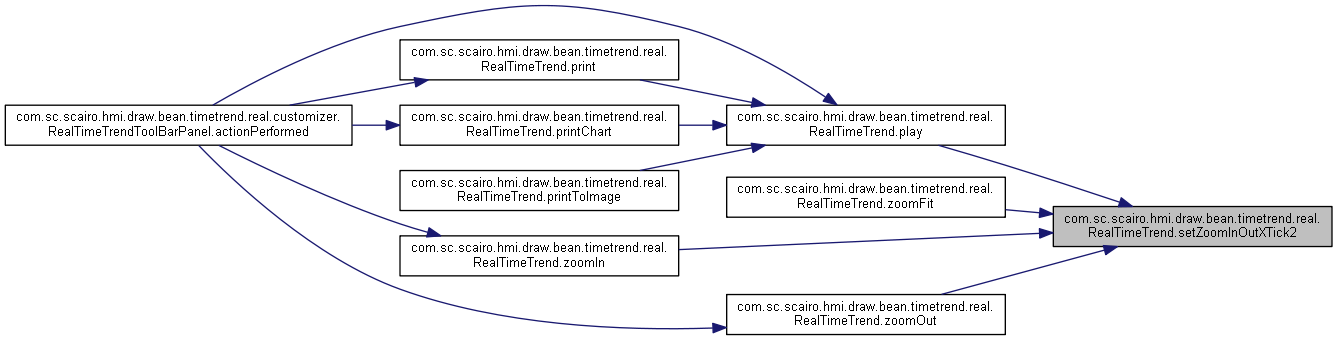 com.sc.scairo.hmi.draw.bean.timetrend.real.
RealTimeTrend.print
com.sc.scairo.hmi.draw.bean.timetrend.real.customizer.
RealTimeTrendToolBarPanel.actionPerformed
com.sc.scairo.hmi.draw.bean.timetrend.real.
RealTimeTrend.printChart
com.sc.scairo.hmi.draw.bean.timetrend.real.
RealTimeTrend.play
com.sc.scairo.hmi.draw.bean.timetrend.real.
RealTimeTrend.printToImage
com.sc.scairo.hmi.draw.bean.timetrend.real.
RealTimeTrend.zoomFit
com.sc.scairo.hmi.draw.bean.timetrend.real.
RealTimeTrend.setZoomInOutXTick2
com.sc.scairo.hmi.draw.bean.timetrend.real.
RealTimeTrend.zoomIn
com.sc.scairo.hmi.draw.bean.timetrend.real.
RealTimeTrend.zoomOut